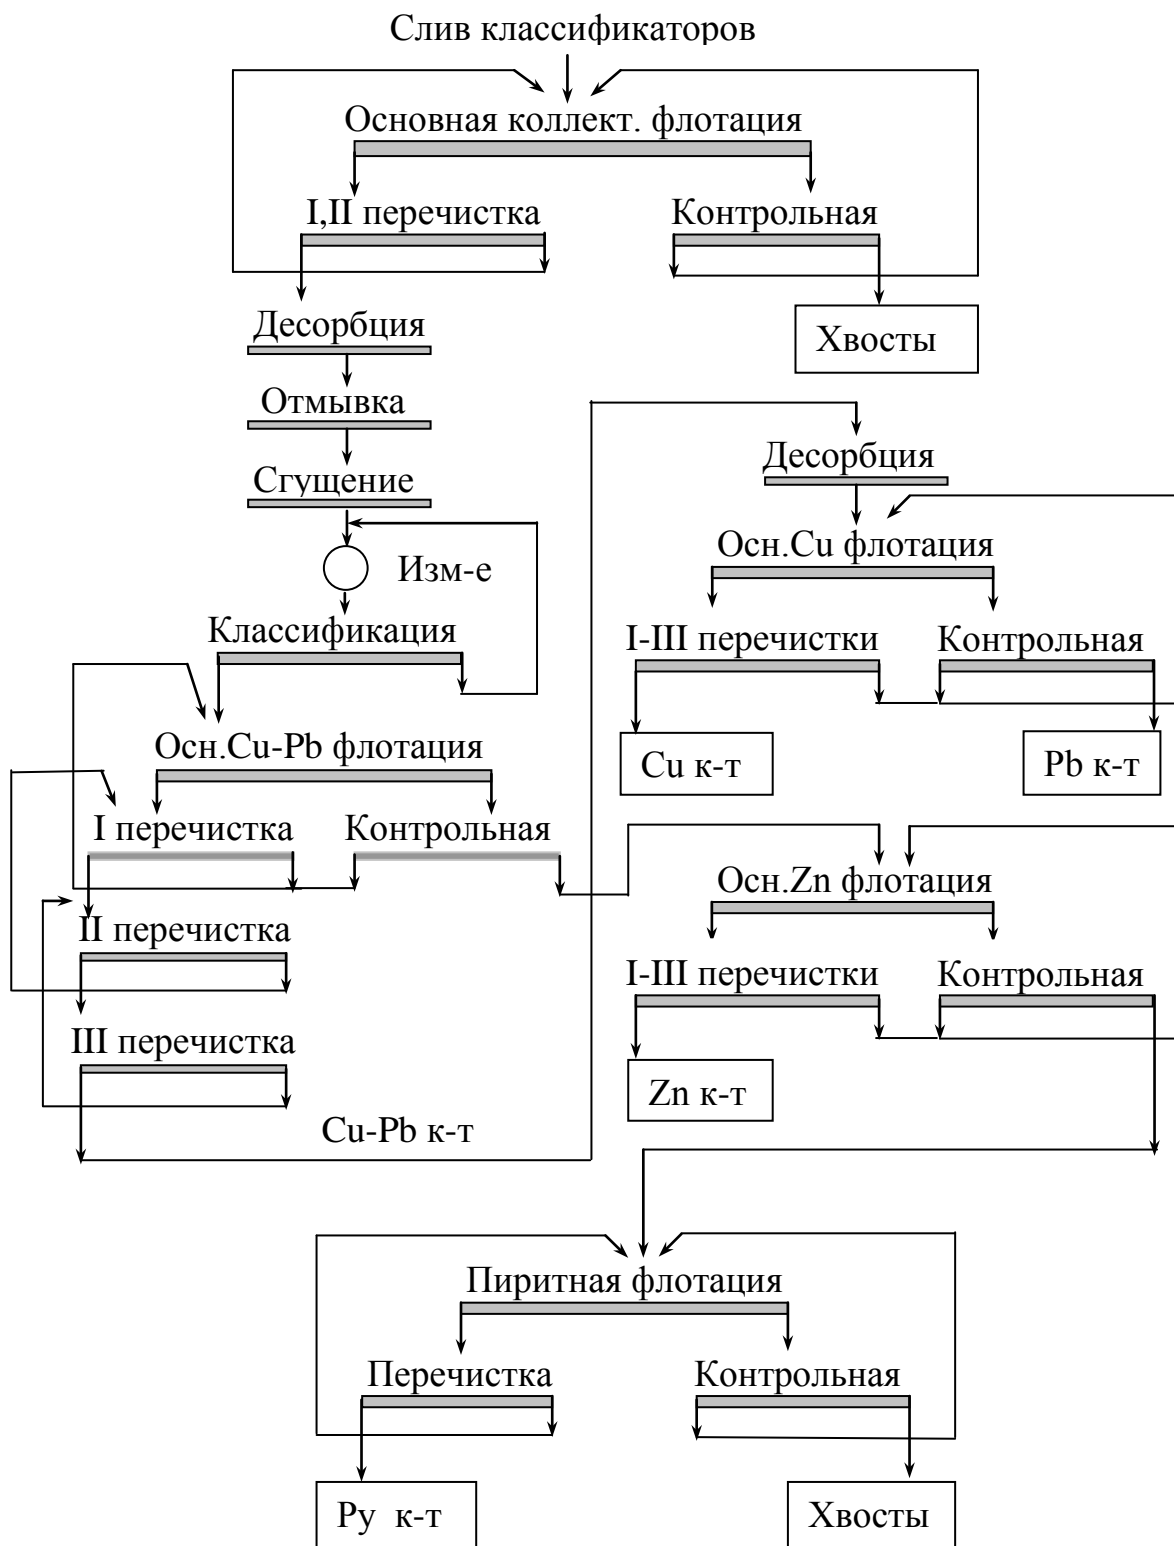 Слив классификаторов
Основная коллект. флотация
I,II перечистка
Контрольная
Десорбция
Хвосты
Отмывка
Сгущение
Изм-е
Классификация
Осн.Cu-Pb флотация
I перечистка
Контрольная
II перечистка
III перечистка
Cu-Pb к-т
Десорбция
Осн.Cu флотация
I-III перечистки
Контрольная
Cu к-т
Pb к-т
Осн.Zn флотация
I-III перечистки
Контрольная
Zn к-т
Пиритная флотация
Перечистка
Контрольная
Py к-т
Хвосты